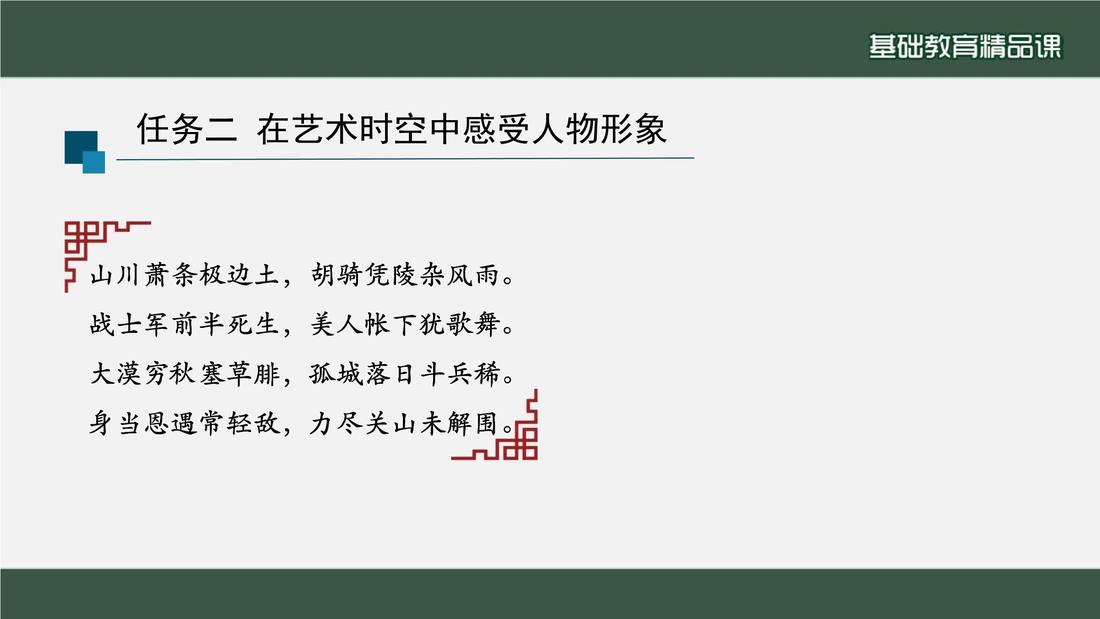 基础教育精品课
任务二 在艺术时空中感受人物形象
山川萧条极边土，胡骑凭陵杂风雨。
战士军前半死生，美人帐下犹歌舞。
大漠穷秋塞草腓，孤城落日斗兵稀。
身当恩遇常轻敌，力尽关山未解围。